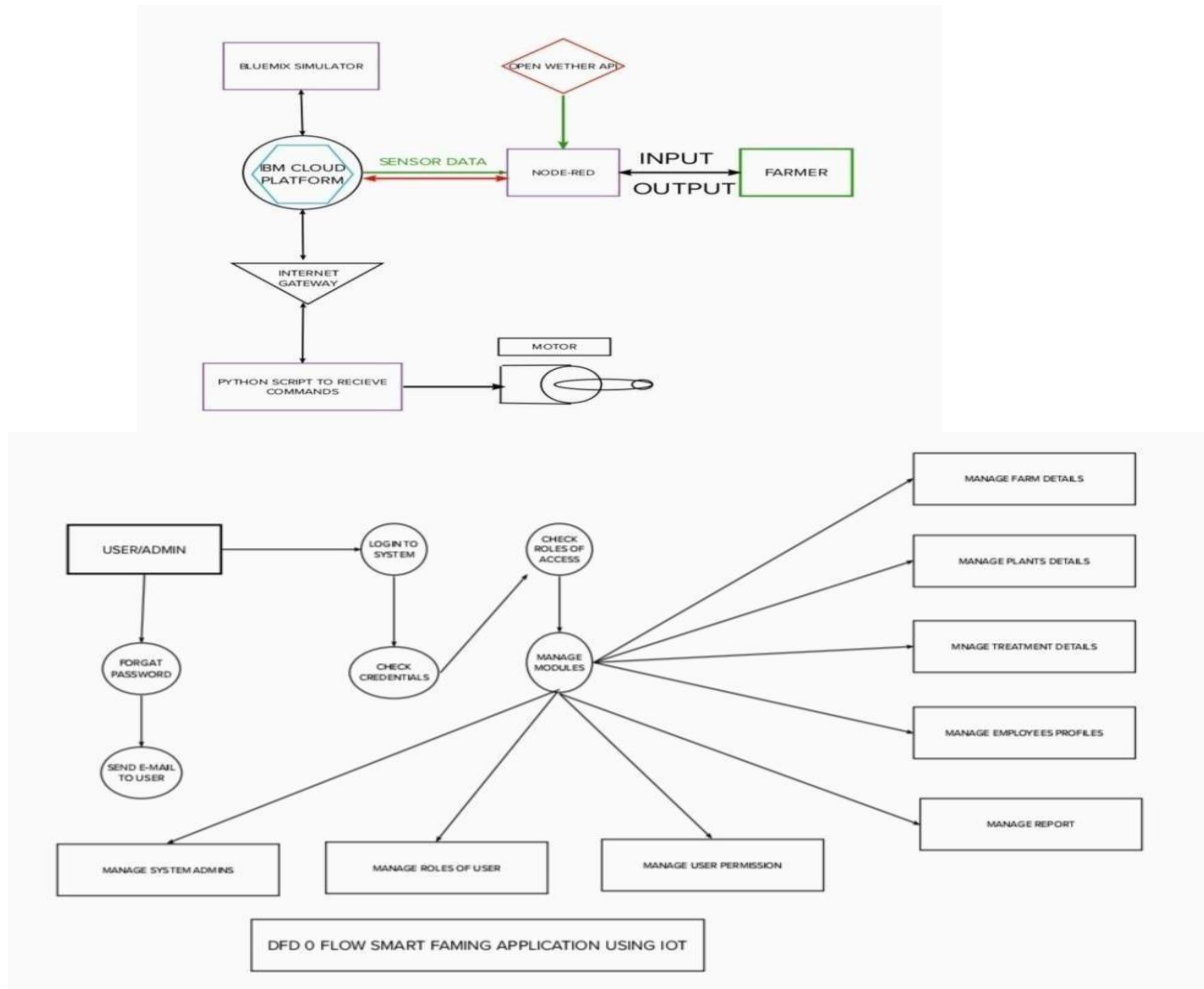 BLUEMIX SIMULATOR
OPEN WETHER API
IBM CLOUD
PLATFORM
SENSOR DATA
NODE-RED
INPUT
OUTPUT
FARMER
INTERNET
GATEWAY
MOTOR
PYTHON SCRIPT TO RECIEVE
COMMANDS
MANAGE FARM DETAILS
USER/ADMIN
LOGIN TO
SYSTEM
CHECK
ROLES OF
ACCESS
MANAGE PLANTS DETAILS
FORGAT
PASSWORD
CHECK
CREDENTIALS
MANAGE
MODULES
MNAGE TREATMENT DETAILS
MANAGE EMPLOYEES PROFILES
SEND E-MAIL
TO USER
MANAGE REPORT
MANAGE SYSTEM ADMINS
MANAGE ROLES OF USER
MANAGE USER PERMISSION
DFD 0 FLOW SMART FAMING APPLICATION USING IOT